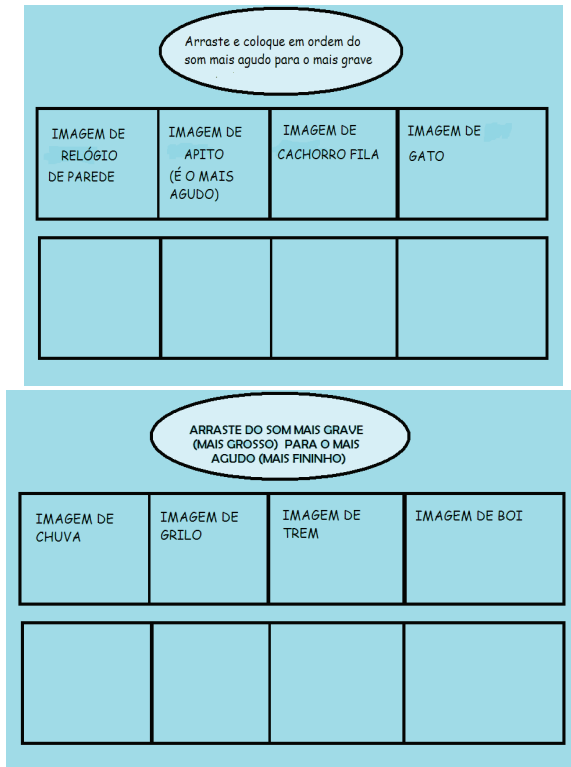 Arraste e coloque em ordem do
som mais agudo para o mais grave
IMAGEM DE
RELÓGIO
DE PAREDE
IMAGEM DE
APITO
(É O MAIS
AGUDO)
IMAGEM DE
CACHORRO FILA
IMAGEM DE
GATO
ARRASTE DO SOM MAIS GRAVE
(MAIS GROSSO) PARA O MAIS
AGUDO (MAIS FININHO)
IMAGEM DE
CHUVA
IMAGEM DE
GRILO
IMAGEM DE
TREM
IMAGEM DE BOI